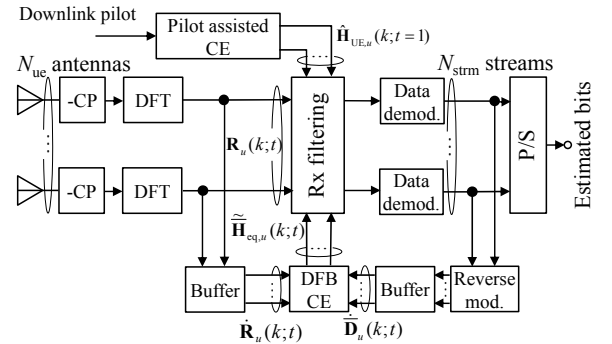 Downlink pilot
Pilot assisted
CE
Ĥ_UE,u(k;t=1)
N_ue antennas
N_strm streams
-CP
DFT
Data
demod.
⋮
R_u(k;t)
Rx filtering
P/S
Estimated bits
-CP
DFT
Data
demod.
H̃̅_eq,u(k;t)
Buffer
DFB
CE
Buffer
Reverse
mod.
Ṙ_u(k;t)
D̅̇_u(k;t)